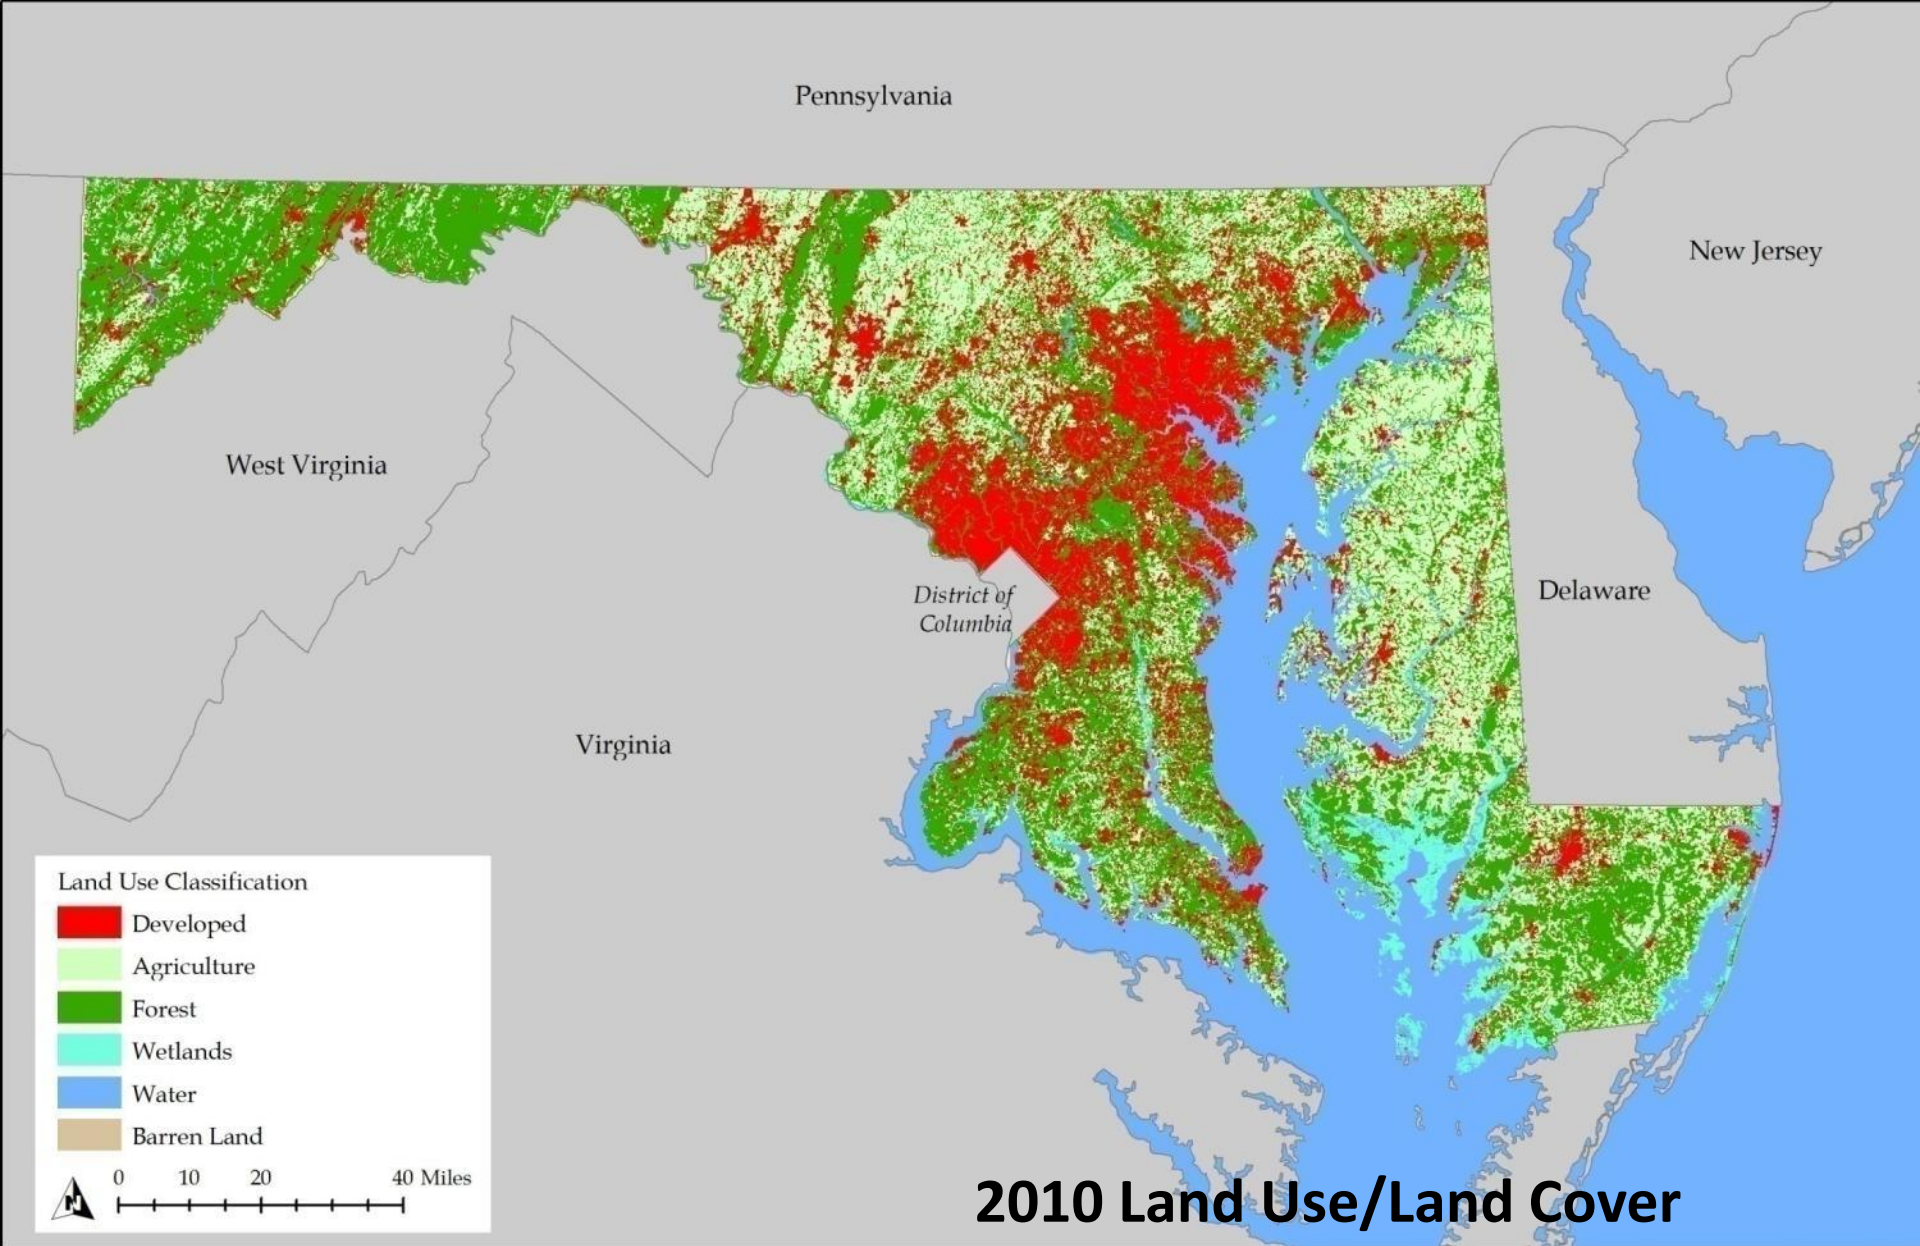 Pennsylvania
New Jersey
West Virginia
Delaware
District of
Columbia
Virginia
Land Use Classification
Developed
Agriculture
Forest
Wetlands
Water
Barren Land
N
0 10 20 40 Miles
2010 Land Use/Land Cover